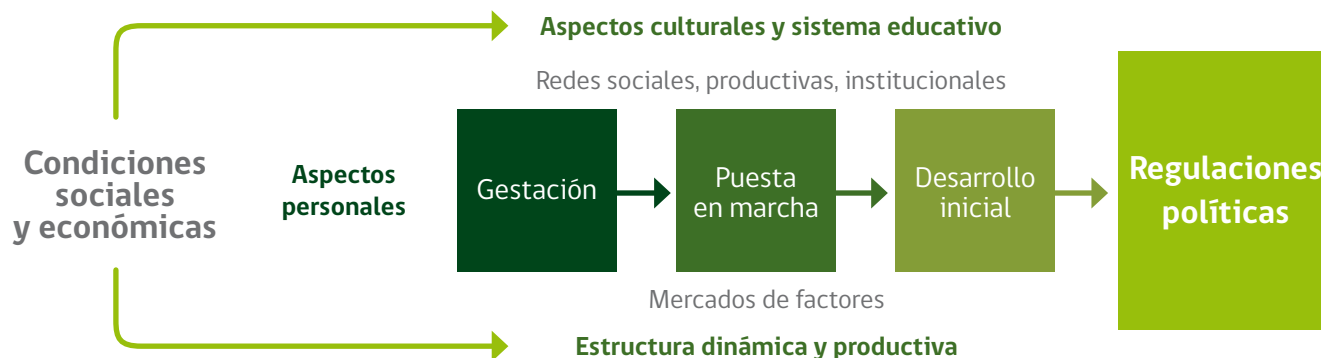 Aspectos culturales y sistema educativo
Redes sociales, productivas, institucionales
Condiciones
sociales
y económicas
Aspectos
personales
Gestación
Puesta
en marcha
Desarrollo
inicial
Regulaciones
políticas
Mercados de factores
Estructura dinámica y productiva